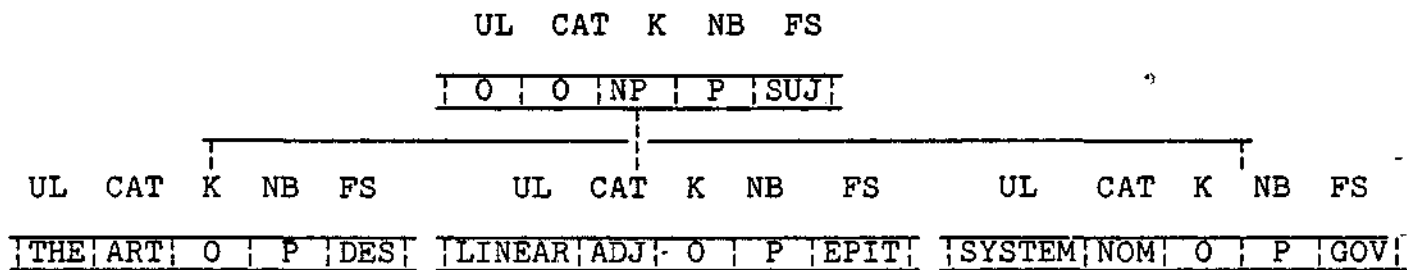 UL CAT K NB FS
O O NP P SUJ
UL CAT K NB FS UL CAT K NB FS UL CAT K NB FS
THE ART O P DES LINEAR ADJ O P EPIT SYSTEM NOM O P GOV